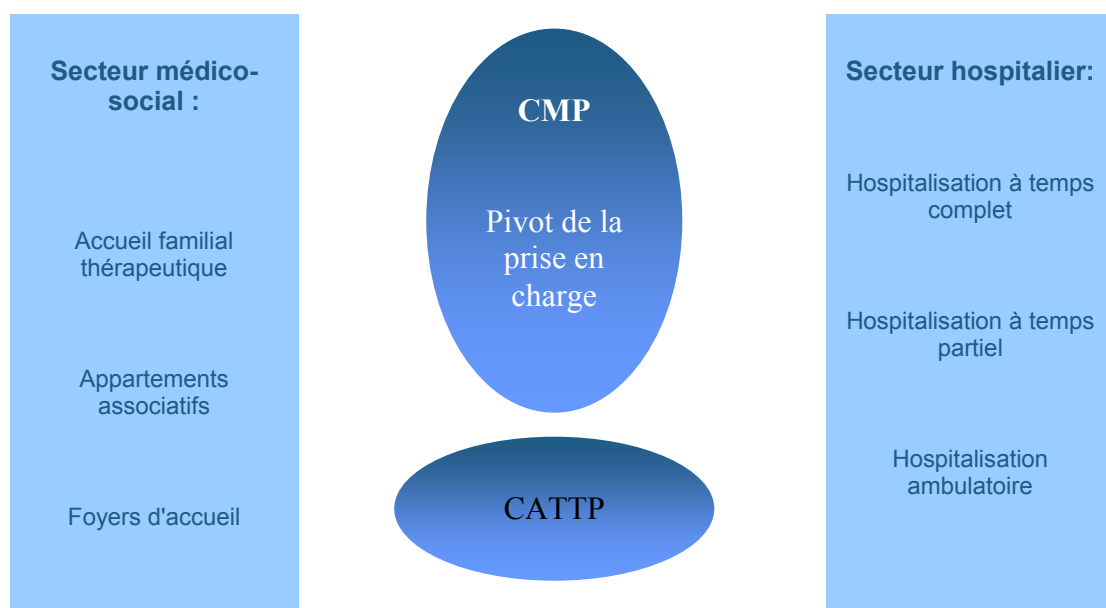 Secteur médico-
social :
Accueil familial
thérapeutique
Appartements
associatifs
Foyers d'accueil
CMP
Pivot de la
prise en
charge
CATTP
Secteur hospitalier:
Hospitalisation à temps
complet
Hospitalisation à temps
partiel
Hospitalisation
ambulatoire